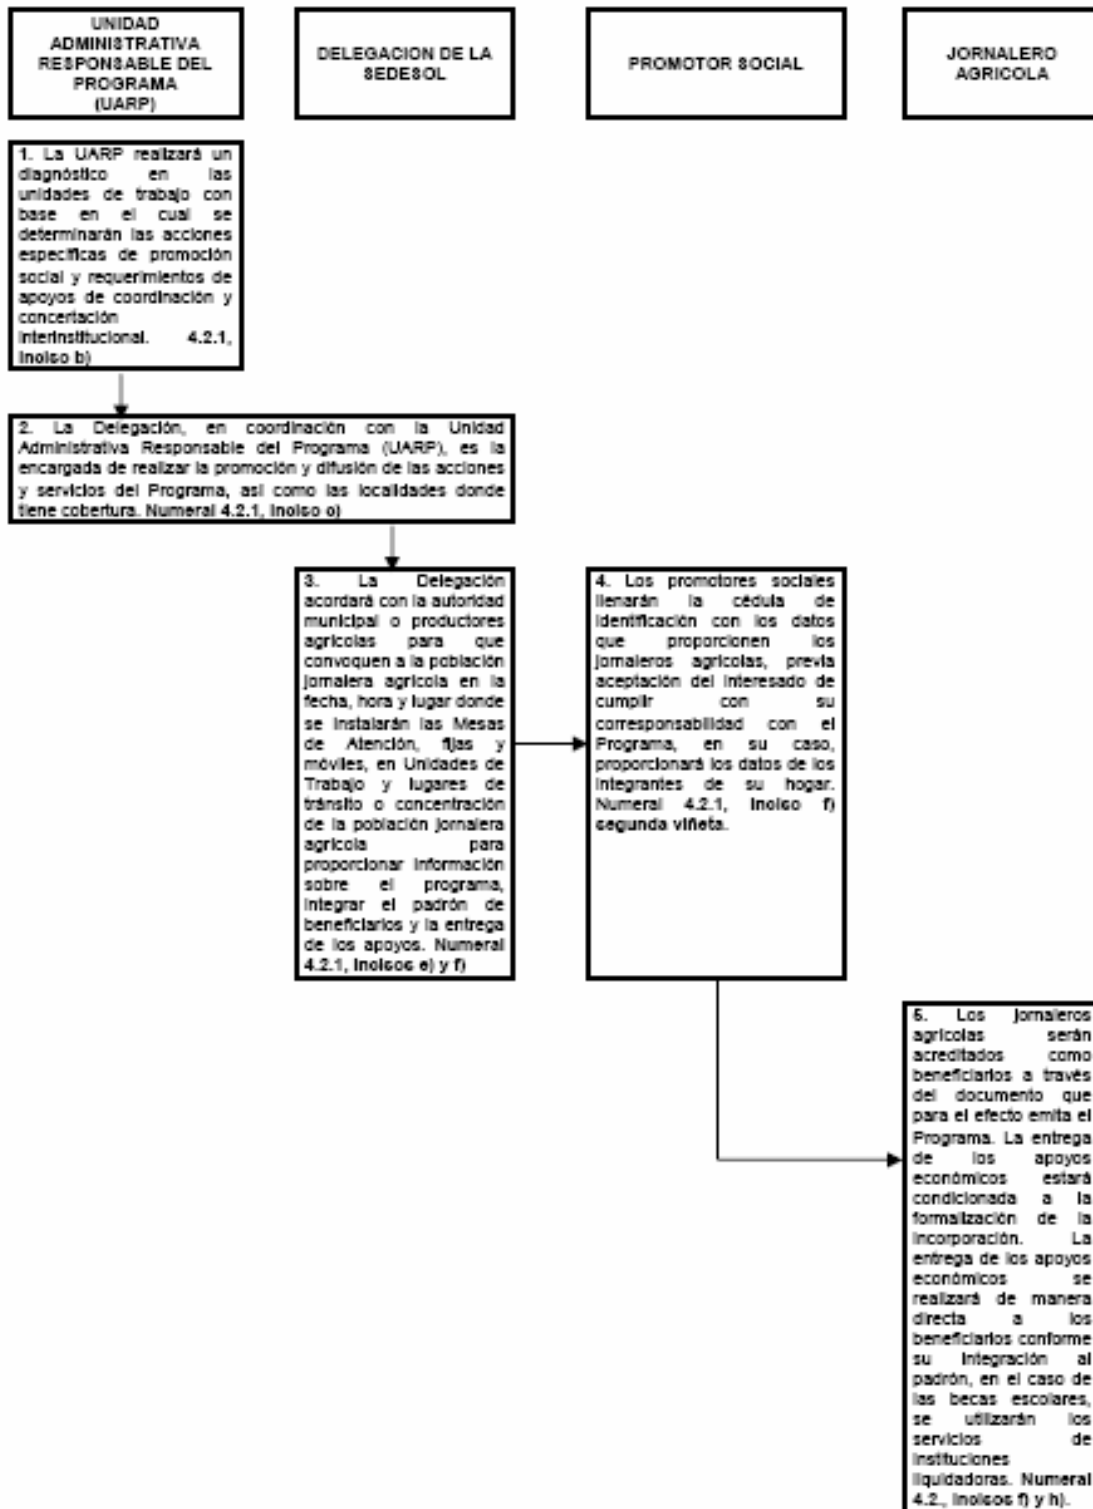 UNIDAD
ADMINISTRATIVA
RESPONSABLE DEL
PROGRAMA
(UARP)
DELEGACION DE LA
SEDESOL
PROMOTOR SOCIAL
JORNALERO
AGRICOLA
1. La UARP realizará un
diagnóstico en las
unidades de trabajo con
base en el cual se
determinarán las acciones
específicas de promoción
social y requerimientos de
apoyos de coordinación y
concertación
interinstitucional. 4.2.1,
inciso b)
2. La Delegación, en coordinación con la Unidad
Administrativa Responsable del Programa (UARP), es la
encargada de realizar la promoción y difusión de las acciones
y servicios del Programa, así como las localidades donde
tiene cobertura. Numeral 4.2.1, inciso c)
3. La Delegación
acordará con la autoridad
municipal o productores
agrícolas para que
convoquen a la población
jornalera agrícola en la
fecha, hora y lugar donde
se instalarán las Mesas
de Atención, fijas y
móviles, en Unidades de
Trabajo y lugares de
tránsito o concentración
de la población jornalera
agrícola para
proporcionar información
sobre el programa,
integrar el padrón de
beneficiarios y la entrega
de los apoyos. Numeral
4.2.1, incisos e) y f)
4. Los promotores sociales
llenarán la cédula de
identificación con los datos
que proporcionen los
jornaleros agrícolas, previa
aceptación del interesado de
cumplir con su
corresponsabilidad con el
Programa, en su caso,
proporcionará los datos de los
integrantes de su hogar.
Numeral 4.2.1, inciso f)
segunda viñeta.
5. Los jornaleros
agrícolas serán
acreditados como
beneficiarios a través
del documento que
para el efecto emita el
Programa. La entrega
de los apoyos
económicos estará
condicionada a la
formalización de la
incorporación. La
entrega de los apoyos
económicos se
realizará de manera
directa a los
beneficiarios conforme
su integración al
padrón, en el caso de
las becas escolares,
se utilizarán los
servicios de
instituciones
liquidadoras. Numeral
4.2., incisos f) y h).